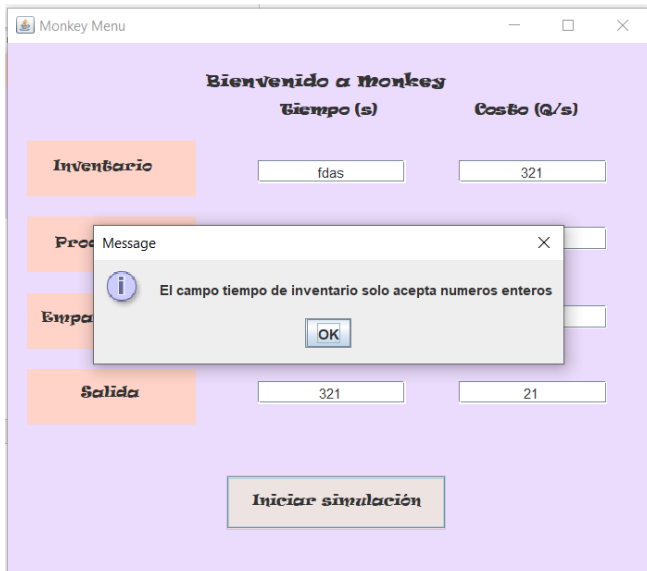 Monkey Menu
Bienvenido a Monkey
Tiempo (s) Costo (Q/s)
Inventario fdas 321
Message
El campo tiempo de inventario solo acepta numeros enteros
OK
Salida 321 21
Iniciar simulación